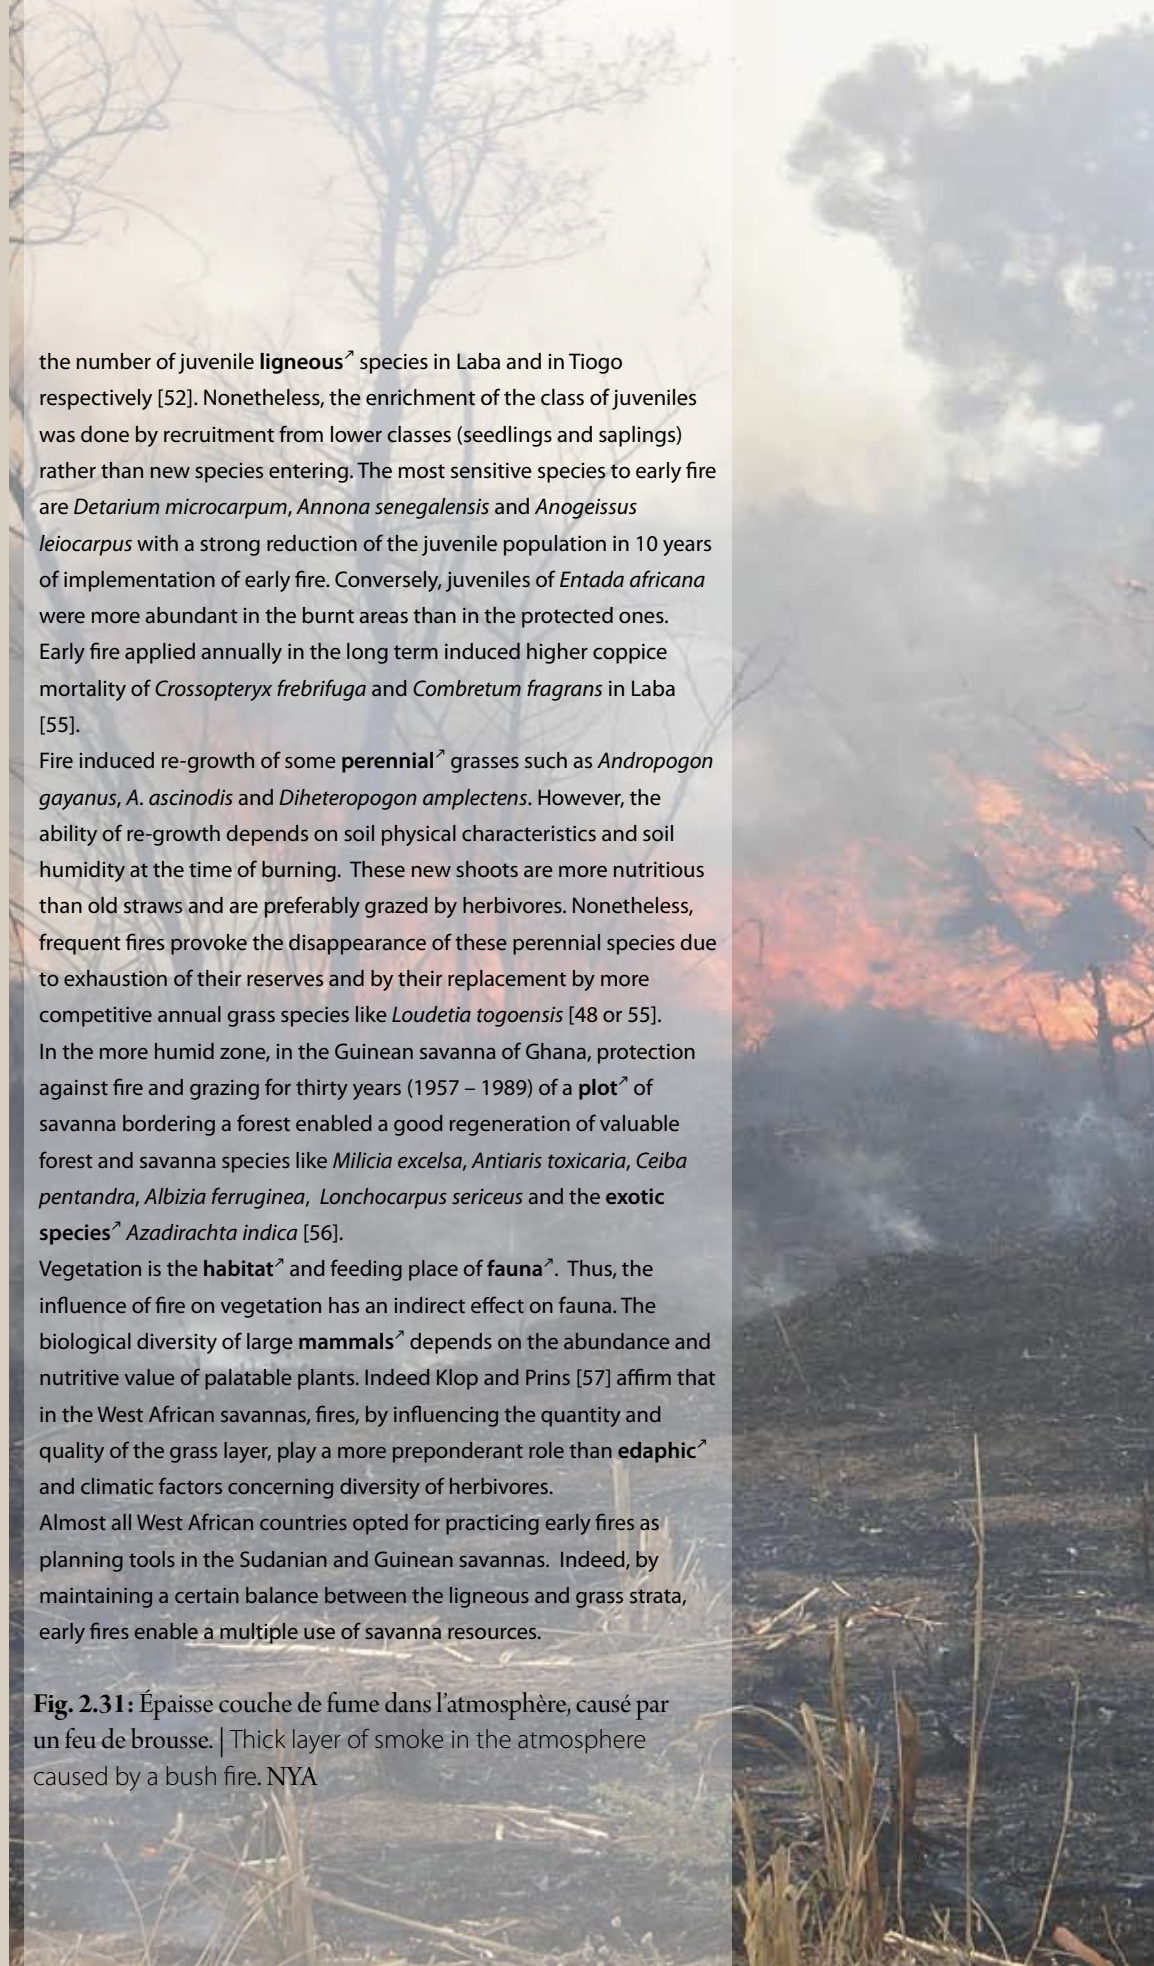 the number of juvenile ligneous↗ species in Laba and in Tiogo
respectively [52]. Nonetheless, the enrichment of the class of juveniles
was done by recruitment from lower classes (seedlings and saplings)
rather than new species entering. The most sensitive species to early fire
are Detarium microcarpum, Annona senegalensis and Anogeissus
leiocarpus with a strong reduction of the juvenile population in 10 years
of implementation of early fire. Conversely, juveniles of Entada africana
were more abundant in the burnt areas than in the protected ones.
Early fire applied annually in the long term induced higher coppice
mortality of Crossopteryx frebrifuga and Combretum fragrans in Laba
[55].
Fire induced re-growth of some perennial↗ grasses such as Andropogon
gayanus, A. ascinodis and Diheteropogon amplectens. However, the
ability of re-growth depends on soil physical characteristics and soil
humidity at the time of burning. These new shoots are more nutritious
than old straws and are preferably grazed by herbivores. Nonetheless,
frequent fires provoke the disappearance of these perennial species due
to exhaustion of their reserves and by their replacement by more
competitive annual grass species like Loudetia togoensis [48 or 55].
In the more humid zone, in the Guinean savanna of Ghana, protection
against fire and grazing for thirty years (1957 – 1989) of a plot↗ of
savanna bordering a forest enabled a good regeneration of valuable
forest and savanna species like Milicia excelsa, Antiaris toxicaria, Ceiba
pentandra, Albizia ferruginea, Lonchocarpus sericeus and the exotic
species↗ Azadirachta indica [56].
Vegetation is the habitat↗ and feeding place of fauna↗. Thus, the
influence of fire on vegetation has an indirect effect on fauna. The
biological diversity of large mammals↗ depends on the abundance and
nutritive value of palatable plants. Indeed Klop and Prins [57] affirm that
in the West African savannas, fires, by influencing the quantity and
quality of the grass layer, play a more preponderant role than edaphic↗
and climatic factors concerning diversity of herbivores.
Almost all West African countries opted for practicing early fires as
planning tools in the Sudanian and Guinean savannas. Indeed, by
maintaining a certain balance between the ligneous and grass strata,
early fires enable a multiple use of savanna resources.
Fig. 2.31: Épaisse couche de fume dans l'atmosphère, causé par
un feu de brousse. | Thick layer of smoke in the atmosphere
caused by a bush fire. NYA